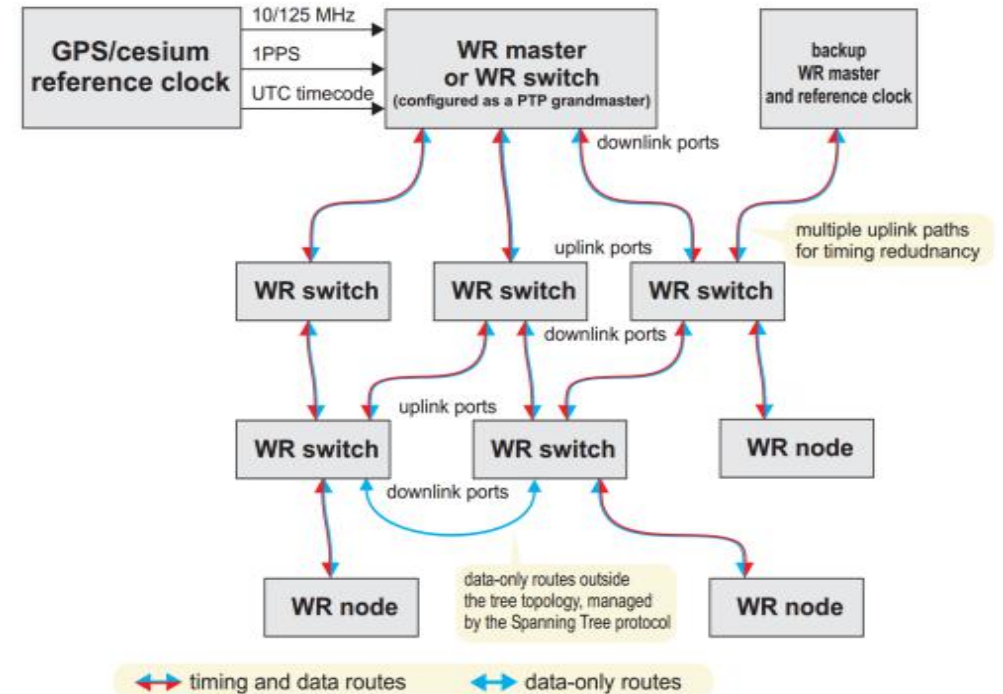 GPS/cesium
reference clock
10/125 MHz
1PPS
UTC timecode
WR master
or WR switch
(configured as a PTP grandmaster)
backup
WR master
and reference clock
downlink ports
multiple uplink paths
for timing redudnancy
uplink ports
WR switch
WR switch
WR switch
downlink ports
uplink ports
WR switch
WR switch
WR node
downlink ports
data-only routes outside
the tree topology, managed
by the Spanning Tree protocol
WR node
WR node
timing and data routes
data-only routes